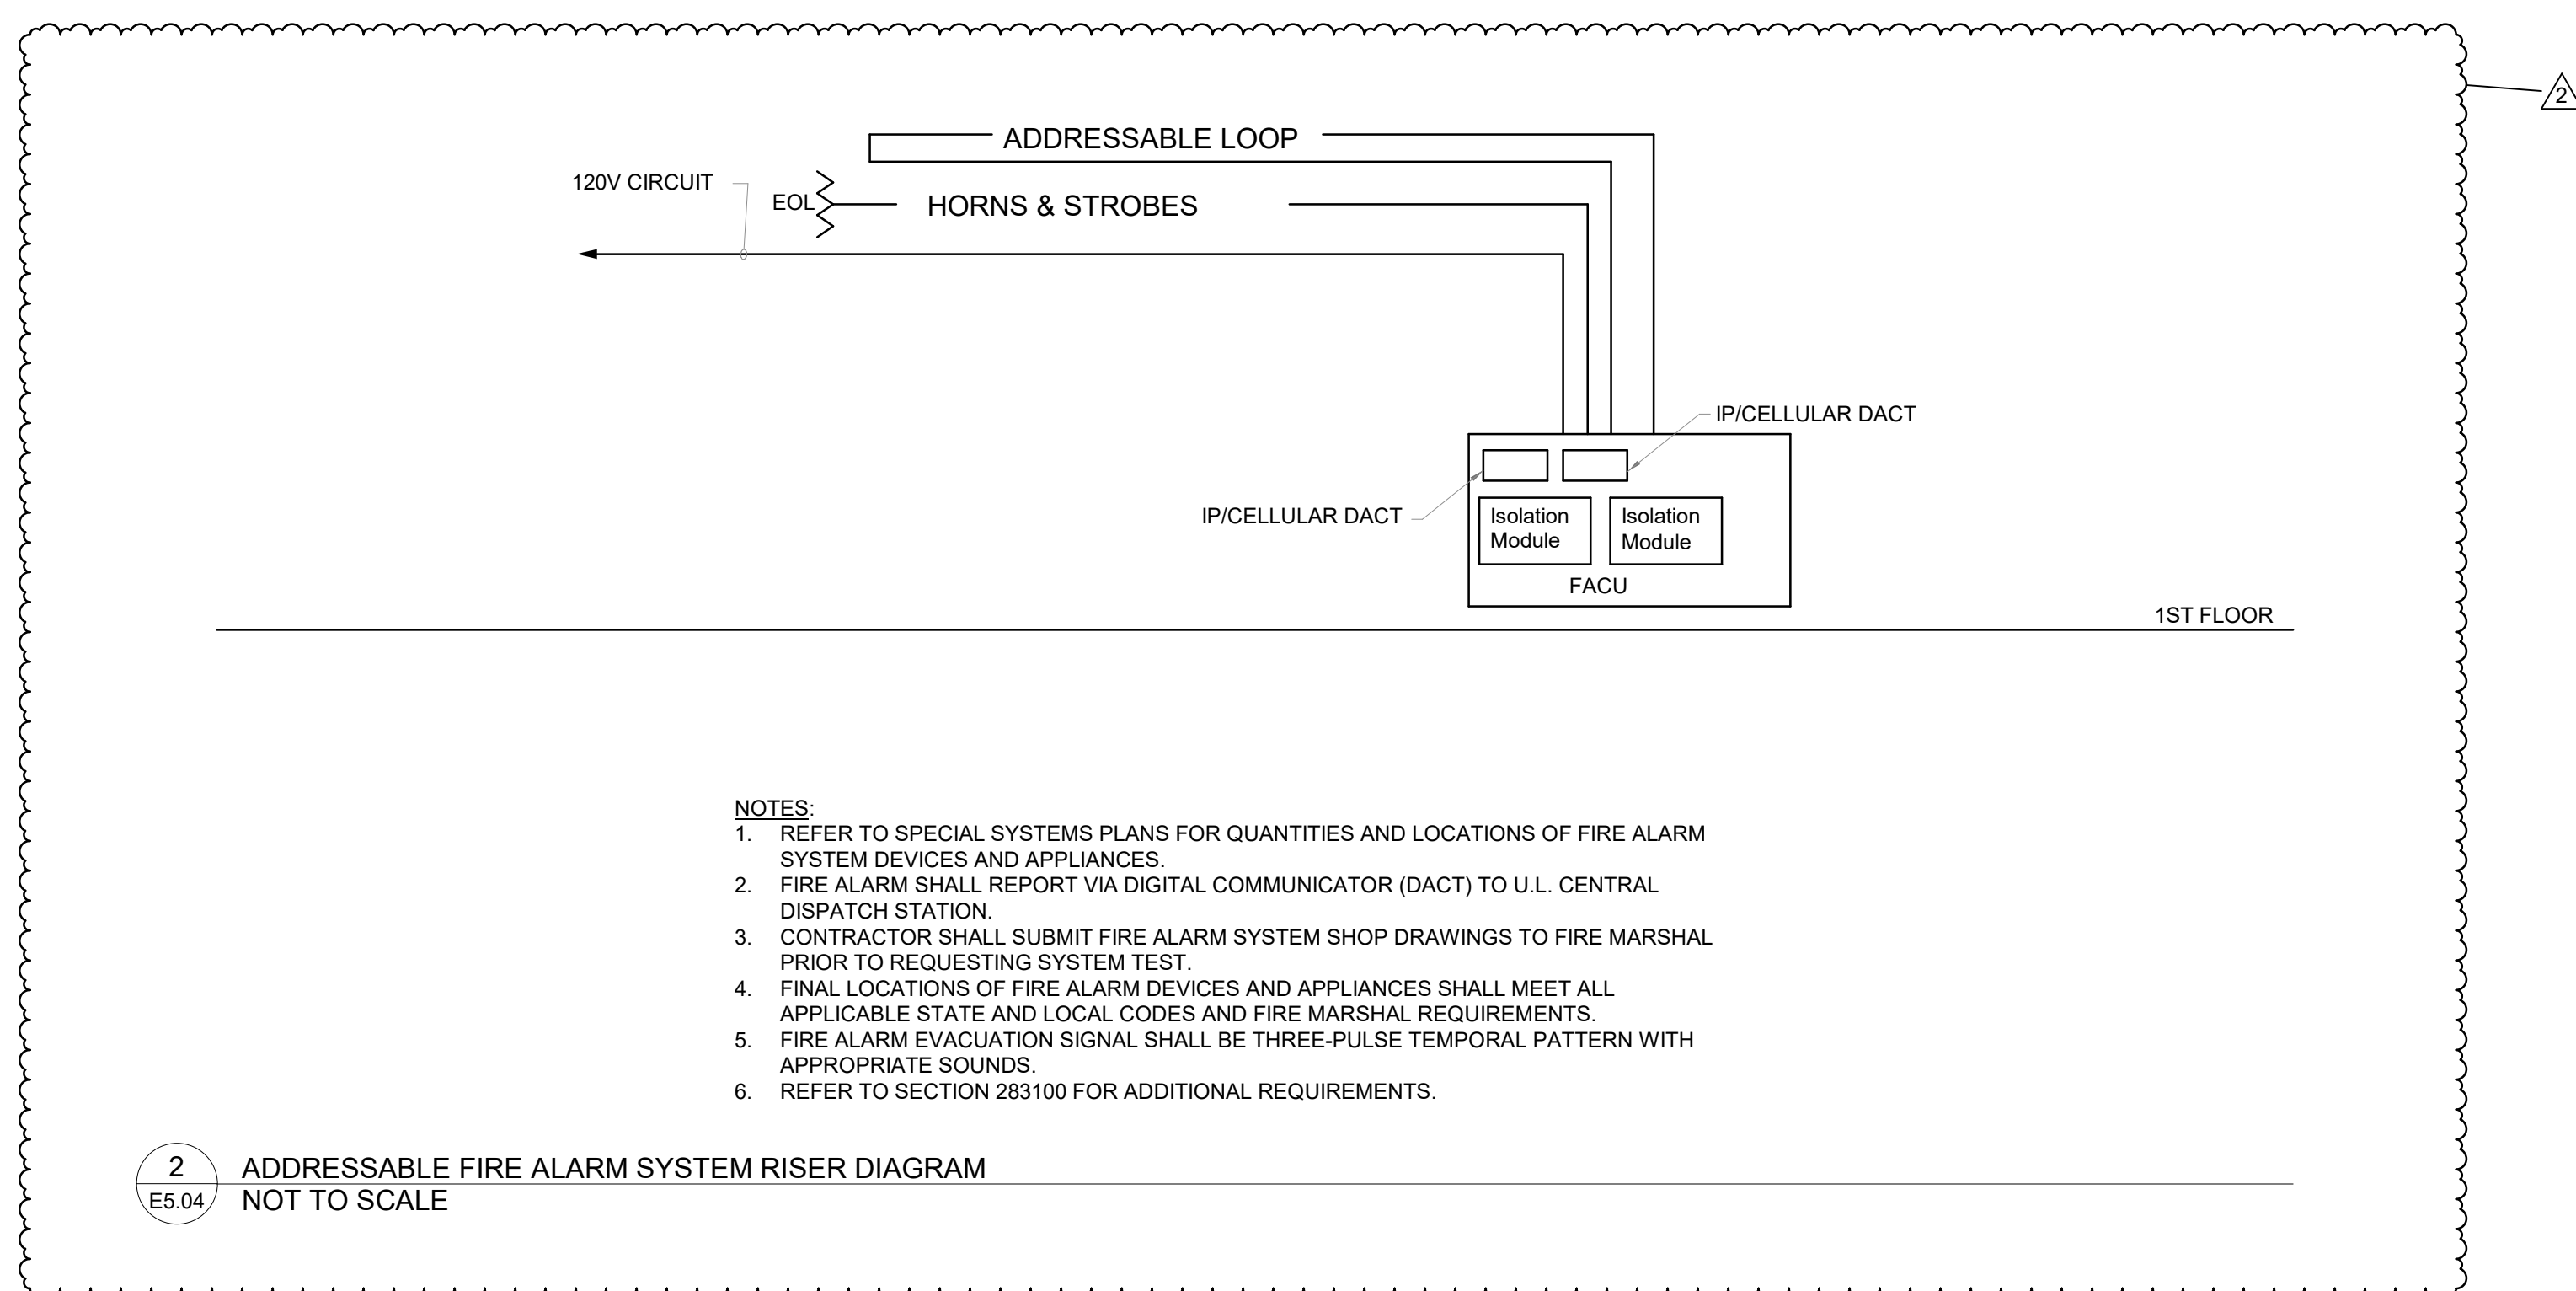 2
ADDRESSABLE LOOP
120V CIRCUIT
EOL
HORNS & STROBES
IP/CELLULAR DACT
IP/CELLULAR DACT
Isolation
Module
Isolation
Module
FACU
1ST FLOOR
NOTES:
1. REFER TO SPECIAL SYSTEMS PLANS FOR QUANTITIES AND LOCATIONS OF FIRE ALARM
SYSTEM DEVICES AND APPLIANCES.
2. FIRE ALARM SHALL REPORT VIA DIGITAL COMMUNICATOR (DACT) TO U.L. CENTRAL
DISPATCH STATION.
3. CONTRACTOR SHALL SUBMIT FIRE ALARM SYSTEM SHOP DRAWINGS TO FIRE MARSHAL
PRIOR TO REQUESTING SYSTEM TEST.
4. FINAL LOCATIONS OF FIRE ALARM DEVICES AND APPLIANCES SHALL MEET ALL
APPLICABLE STATE AND LOCAL CODES AND FIRE MARSHAL REQUIREMENTS.
5. FIRE ALARM EVACUATION SIGNAL SHALL BE THREE-PULSE TEMPORAL PATTERN WITH
APPROPRIATE SOUNDS.
6. REFER TO SECTION 283100 FOR ADDITIONAL REQUIREMENTS.
2
E5.04
ADDRESSABLE FIRE ALARM SYSTEM RISER DIAGRAM
NOT TO SCALE